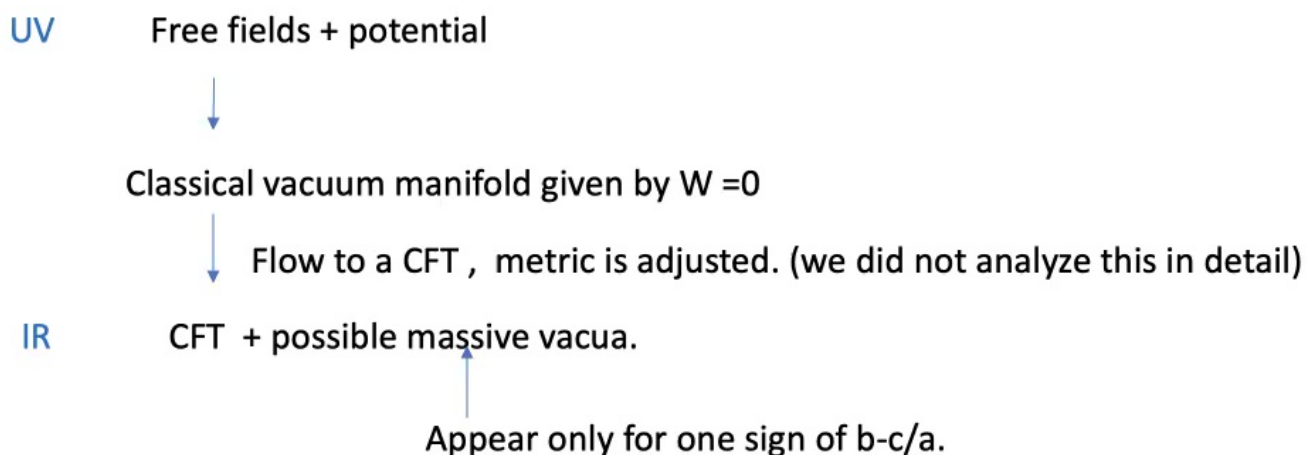 UV Free fields + potential
Classical vacuum manifold given by W =0
Flow to a CFT , metric is adjusted. (we did not analyze this in detail)
IR CFT + possible massive vacua.
Appear only for one sign of b-c/a.